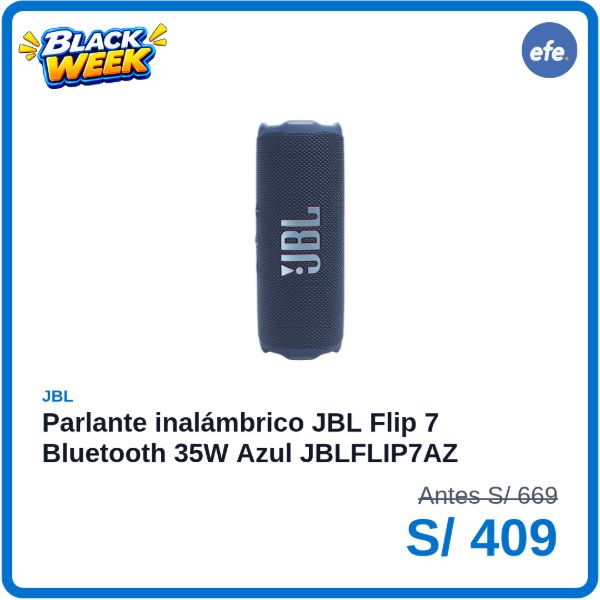 BLACK
WEEK
efe.
JBL
JBL
Parlante inalámbrico JBL Flip 7
Bluetooth 35W Azul JBLFLIP7AZ
Antes S/ 669
S/ 409